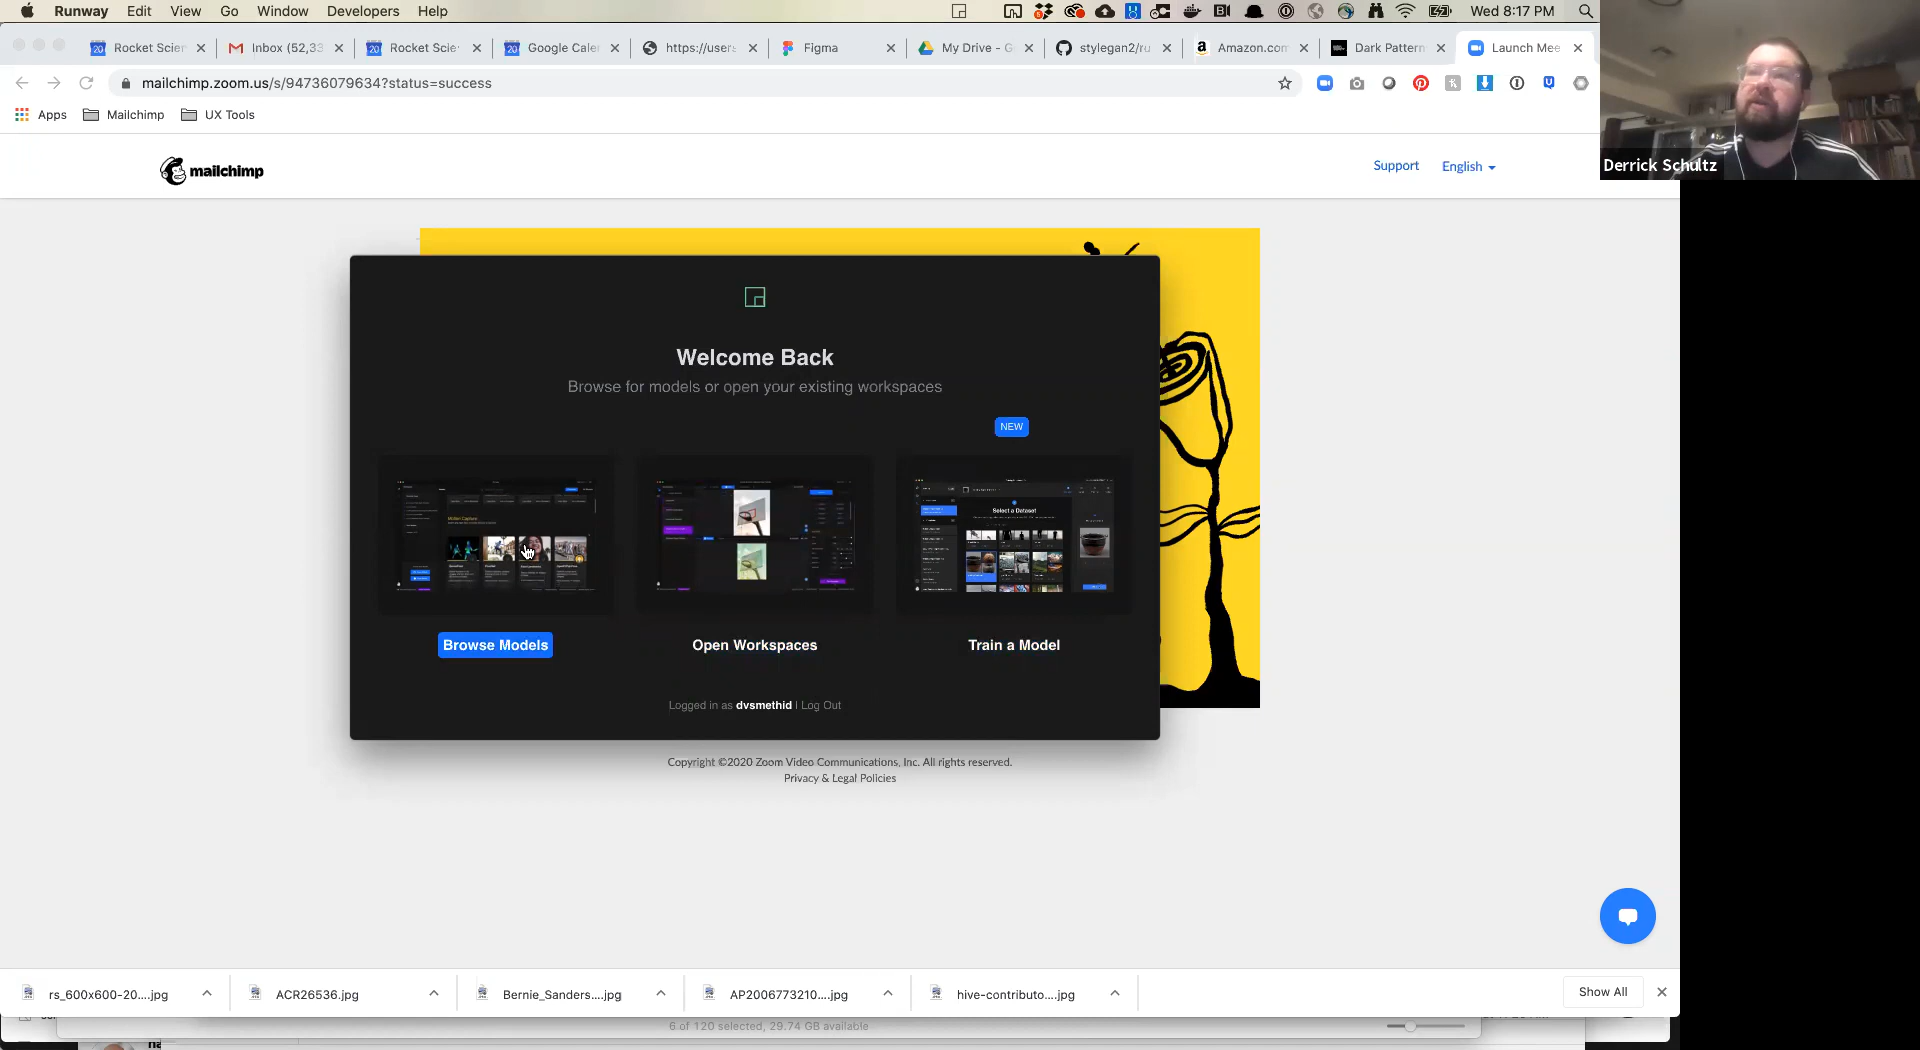 Runway Edit View Go Window Developers Help
Wed 8:17 PM
Rocket Scien
Inbox (52,33
Rocket Scie
Google Cale
https://users
Figma
My Drive - G
stylegan2/ru
Amazon.com
Dark Pattern
Launch Mee
mailchimp.zoom.us/s/94736079634?status=success
Apps Mailchimp UX Tools
Derrick Schultz
mailchimp
Support English
Welcome Back
Browse for models or open your existing workspaces
NEW
Select a Dataset
Browse Models Open Workspaces Train a Model
Logged in as dvsmethid | Log Out
Copyright ©2020 Zoom Video Communications, Inc. All rights reserved.
Privacy & Legal Policies
rs_600x600-20....jpg
ACR26536.jpg
Bernie_Sanders....jpg
AP2006773210....jpg
hive-contributo....jpg
Show All
6 of 120 selected, 29.74 GB available